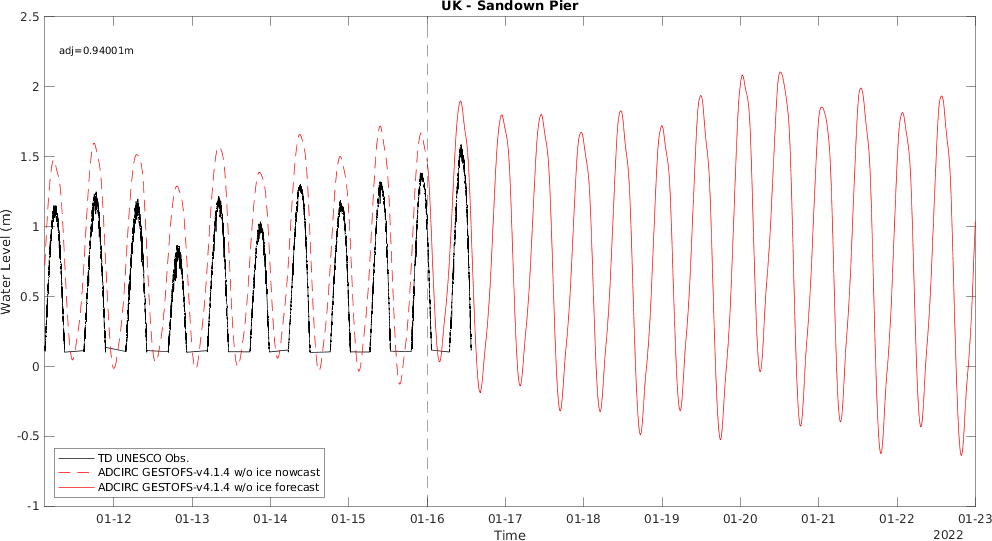 UK - Sandown Pier
adj=0.94001m
Water Level (m)
2.5
2
1.5
1
0.5
0
-0.5
-1
TD UNESCO Obs.
ADCIRC GESTOFS-v4.1.4 w/o ice nowcast
ADCIRC GESTOFS-v4.1.4 w/o ice forecast
01-12 01-13 01-14 01-15 01-16 01-17 01-18 01-19 01-20 01-21 01-22 01-23
Time
2022